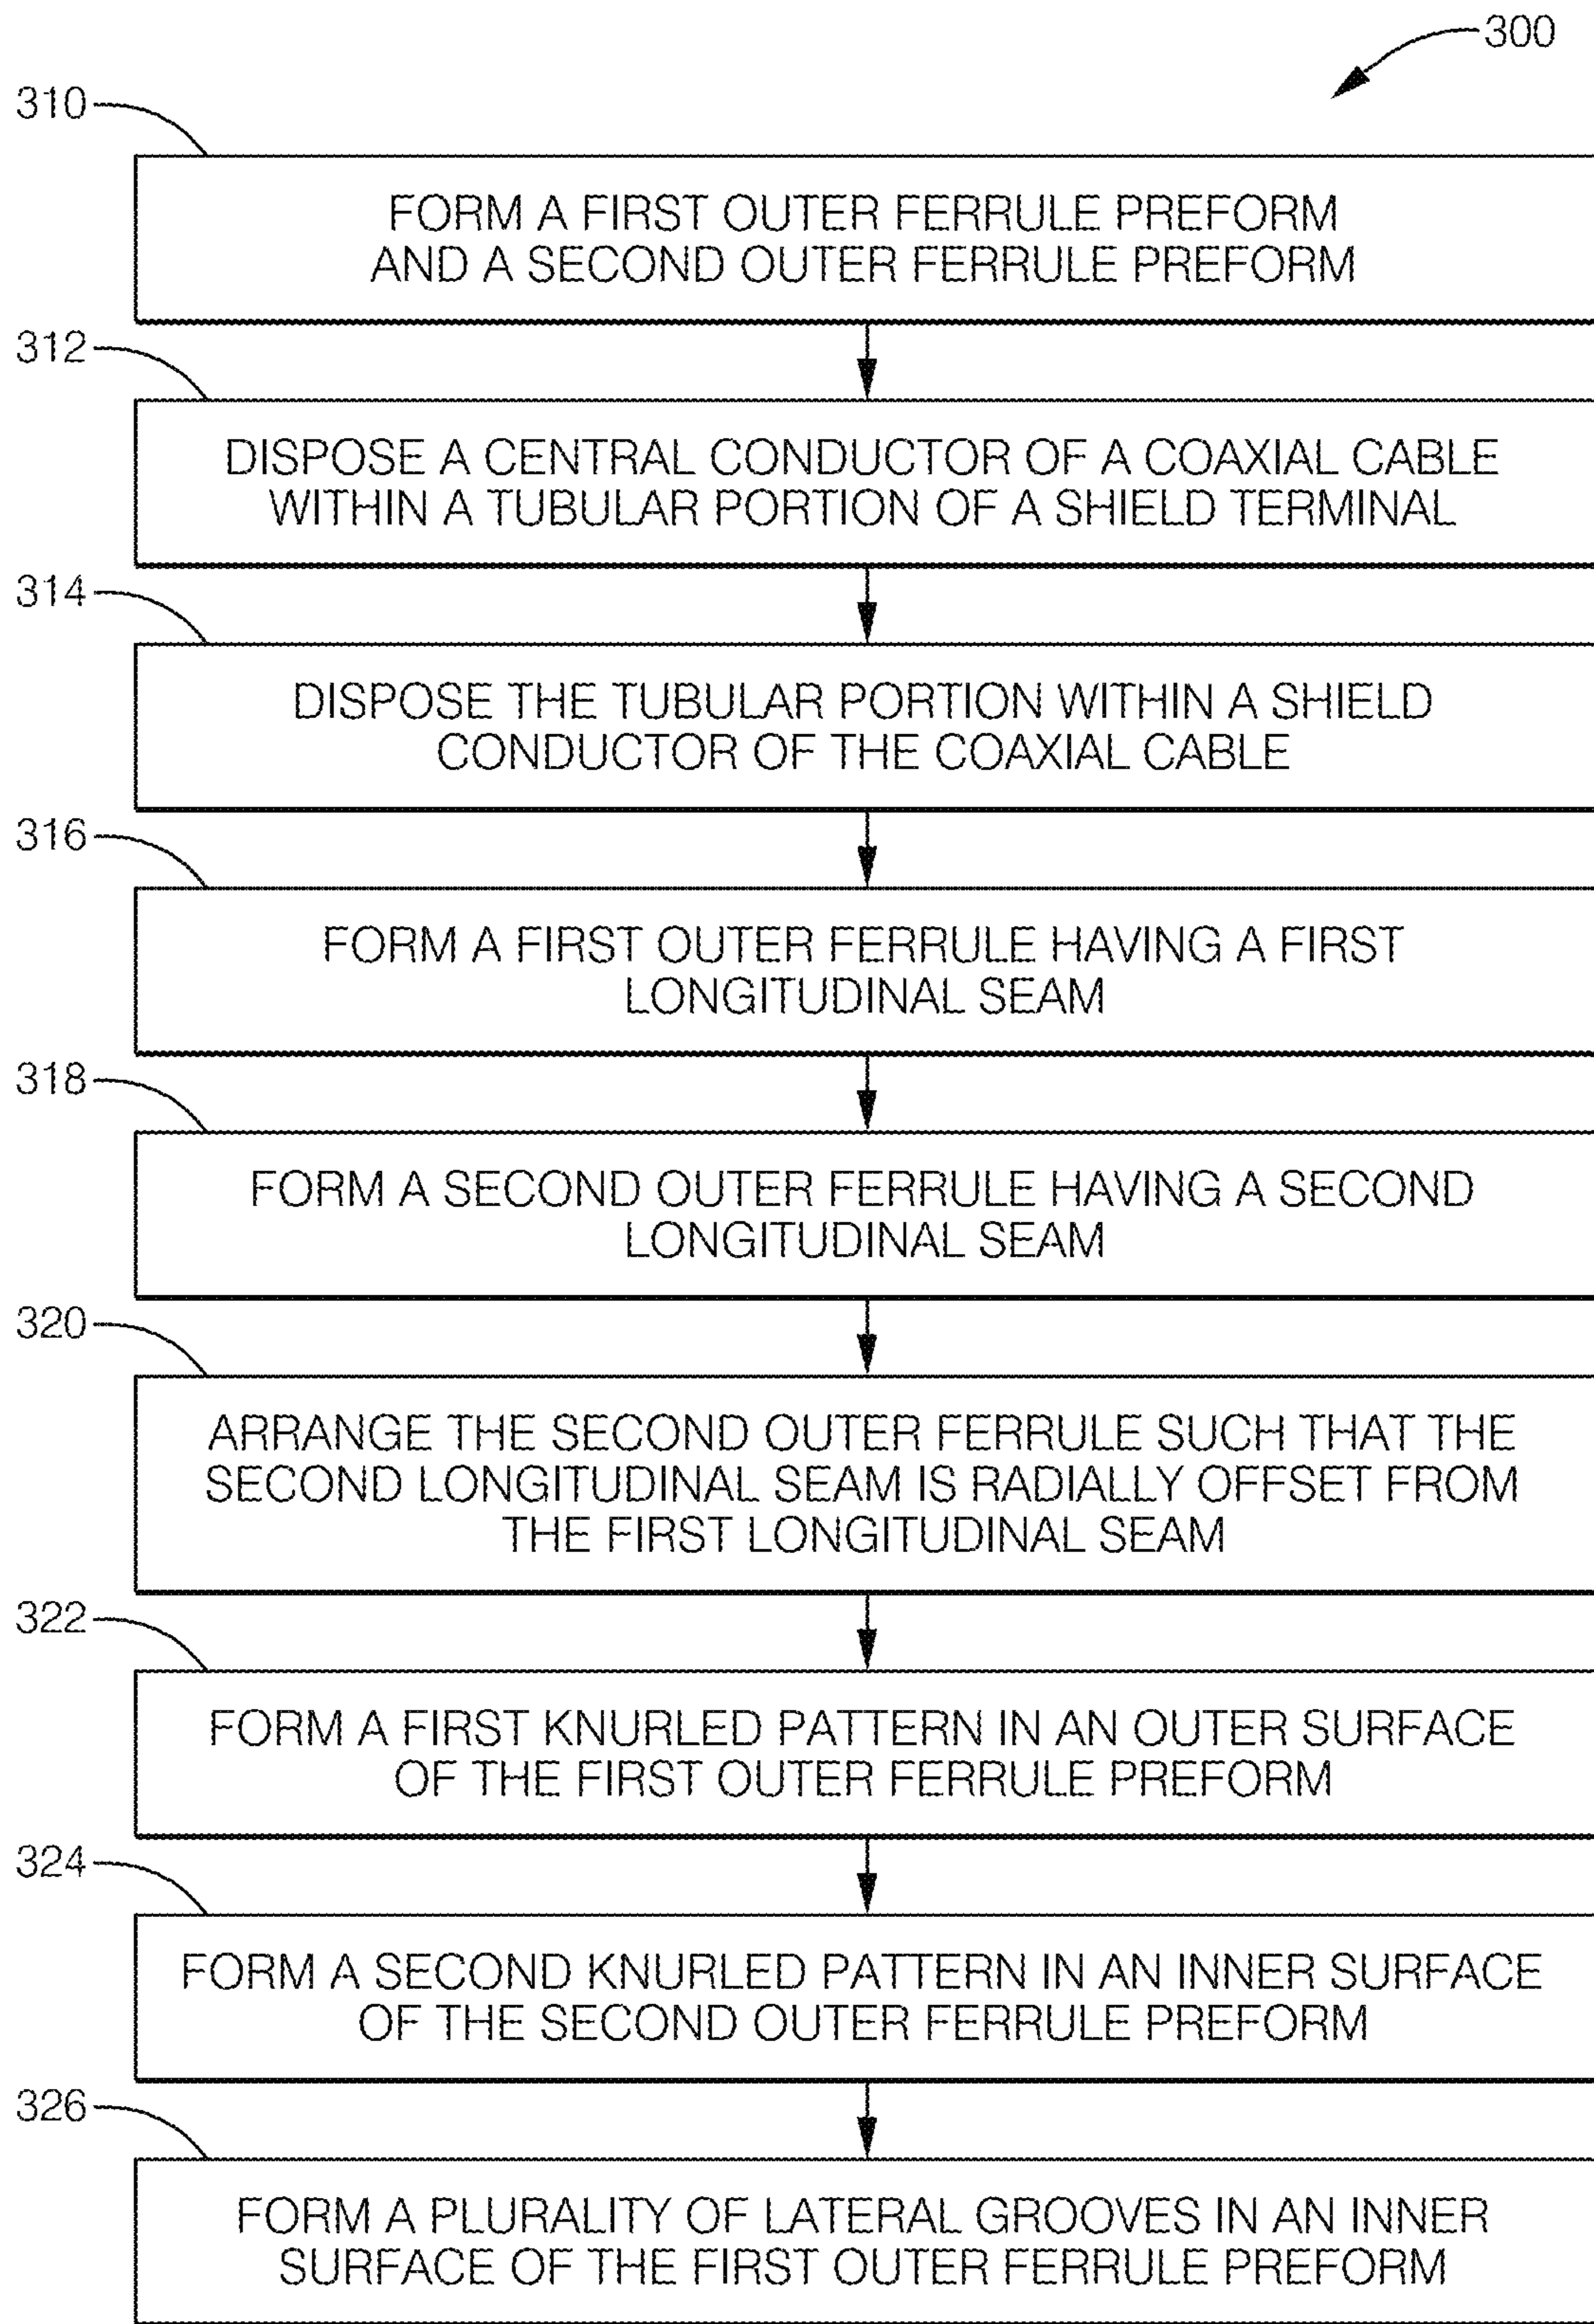 300
310
FORM A FIRST OUTER FERRULE PREFORM
AND A SECOND OUTER FERRULE PREFORM
312
DISPOSE A CENTRAL CONDUCTOR OF A COAXIAL CABLE
WITHIN A TUBULAR PORTION OF A SHIELD TERMINAL
314
DISPOSE THE TUBULAR PORTION WITHIN A SHIELD
CONDUCTOR OF THE COAXIAL CABLE
316
FORM A FIRST OUTER FERRULE HAVING A FIRST
LONGITUDINAL SEAM
318
FORM A SECOND OUTER FERRULE HAVING A SECOND
LONGITUDINAL SEAM
320
ARRANGE THE SECOND OUTER FERRULE SUCH THAT THE
SECOND LONGITUDINAL SEAM IS RADIALLY OFFSET FROM
THE FIRST LONGITUDINAL SEAM
322
FORM A FIRST KNURLED PATTERN IN AN OUTER SURFACE
OF THE FIRST OUTER FERRULE PREFORM
324
FORM A SECOND KNURLED PATTERN IN AN INNER SURFACE
OF THE SECOND OUTER FERRULE PREFORM
326
FORM A PLURALITY OF LATERAL GROOVES IN AN INNER
SURFACE OF THE FIRST OUTER FERRULE PREFORM